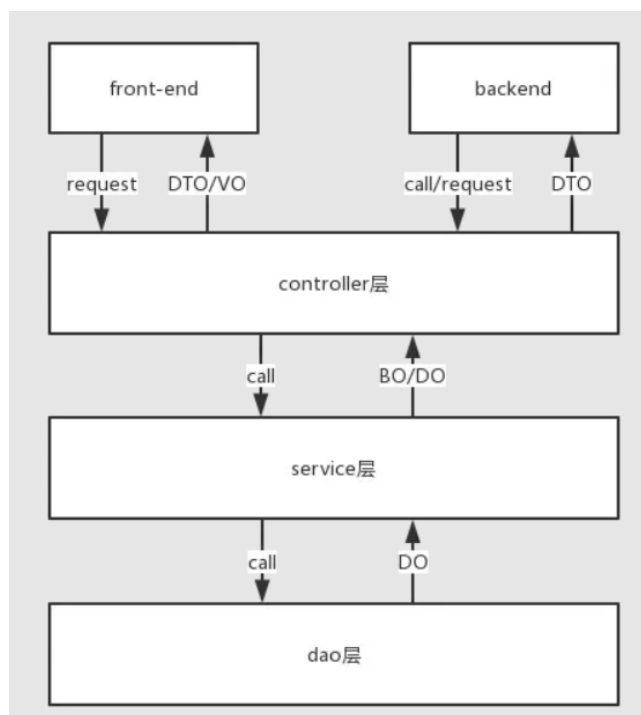 front-end
backend
request
DTO/VO
call/request
DTO
controller层
call
BO/DO
service层
call
DO
dao层